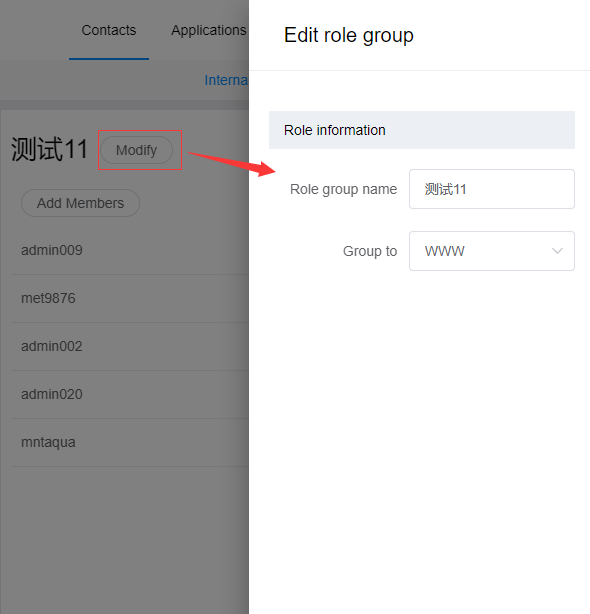 Contacts
Applications
Edit role group
Interna
Role information
测试11
Modify
Role group name
测试11
Add Members
Group to
WWW
admin009
met9876
admin002
admin020
mntaqua